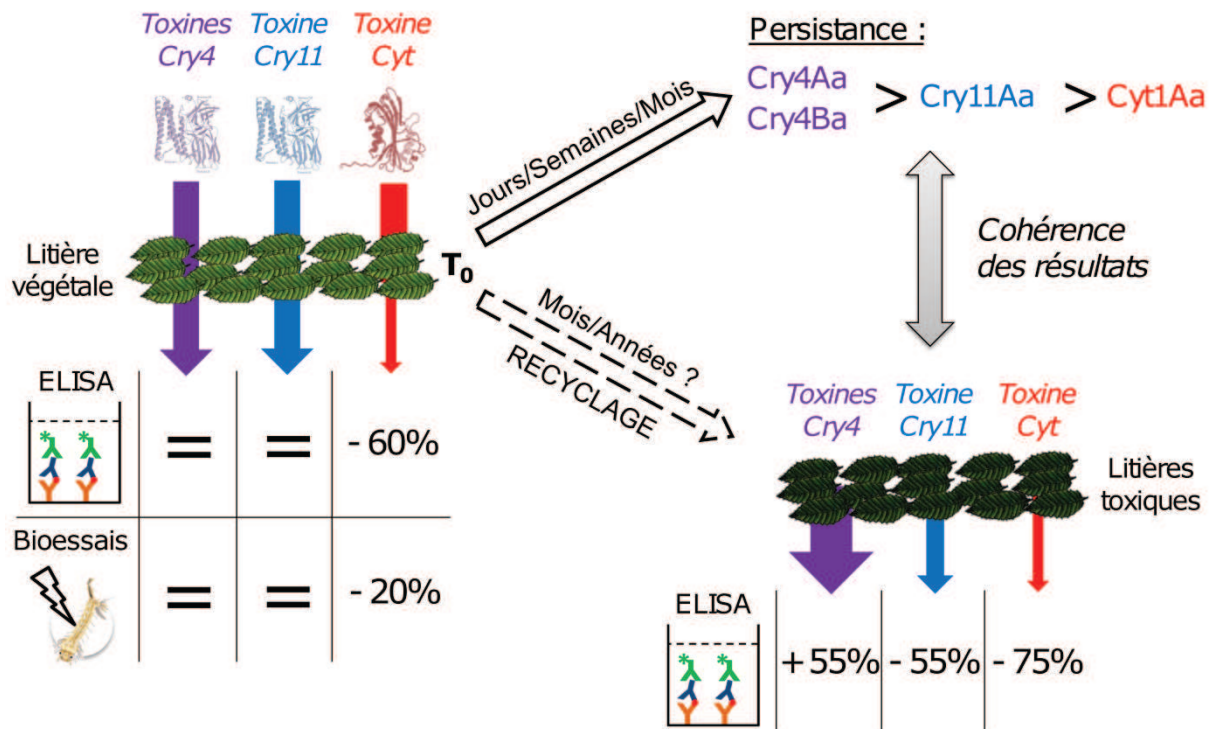 Toxines
Cry4
Toxine
Cry11
Toxine
Cyt
Litière
végétale
T0
ELISA
* *
= = - 60%
Bioessais
= = - 20%
Jours/Semaines/Mois
Persistance :
Cry4Aa
Cry4Ba
> Cry11Aa > Cyt1Aa
Cohérence
des résultats
Mois/Années ?
RECYCLAGE
Toxines
Cry4
Toxine
Cry11
Toxine
Cyt
Litières
toxiques
ELISA
* *
+ 55% - 55% - 75%